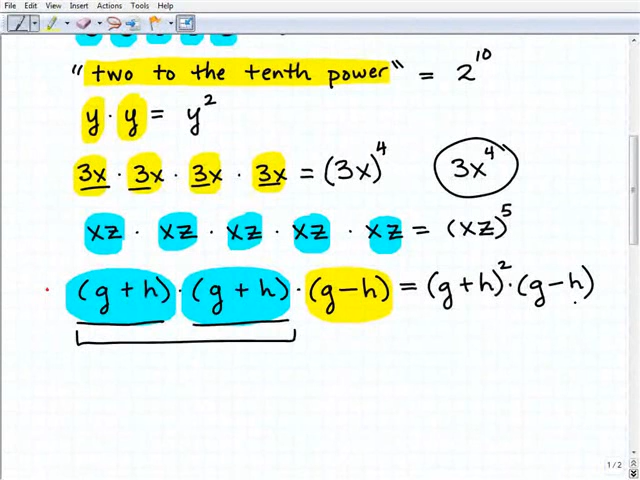 File Edit View Insert Actions Tools Help
"two to the tenth power" = 2^10
y · y = y^2
3x · 3x · 3x · 3x = (3x)^4 3x^4
xz · xz · xz · xz · xz = (xz)^5
(g + h) · (g + h) · (g − h) = (g + h)^2 · (g − h)
1/2